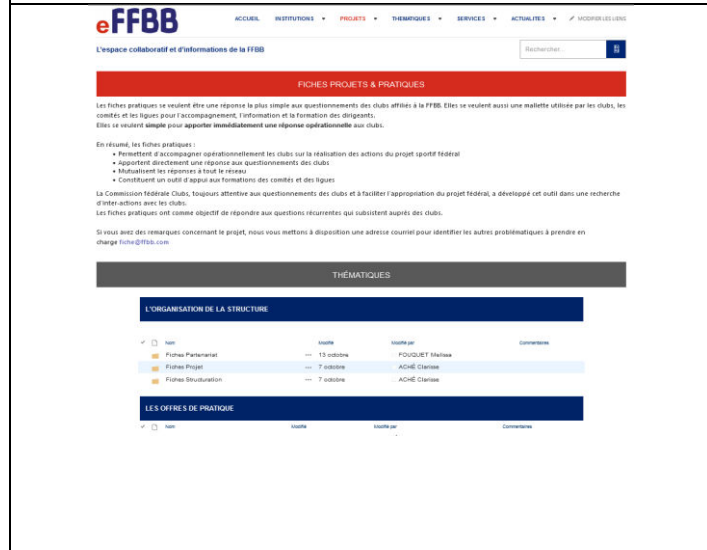 eFFBB
ACCUEIL INSTITUTIONS ▾ PROJETS ▾ THEMATIQUES ▾ SERVICES ▾ ACTUALITES ▾ MODIFIER LES LIENS
L'espace collaboratif et d'informations de la FFBB
Rechercher...
FICHES PROJETS & PRATIQUES
Les fiches pratiques se veulent être une réponse la plus simple aux questionnements des clubs affiliés à la FFBB. Elles se veulent aussi une mallette utilisée par les clubs, les
comités et les ligues pour l'accompagnement, l'information et la formation des dirigeants.
Elles se veulent simple pour apporter immédiatement une réponse opérationnelle aux clubs.
En résumé, les fiches pratiques :
• Permettent d'accompagner opérationnellement les clubs sur la réalisation des actions du projet sportif fédéral
• Apportent directement une réponse aux questionnements des clubs
• Mutualisent les réponses à tout le réseau
• Constituent un outil d'appui aux formations des comités et des ligues
La Commission fédérale Clubs, toujours attentive aux questionnements des clubs et à faciliter l'appropriation du projet fédéral, a développé cet outil dans une recherche
d'inter-actions avec les clubs.
Les fiches pratiques ont comme objectif de répondre aux questions récurrentes qui subsistent auprès des clubs.
Si vous avez des remarques concernant le projet, nous vous mettons à disposition une adresse courriel pour identifier les autres problématiques à prendre en
charge fiche@ffbb.com
THÉMATIQUES
L'ORGANISATION DE LA STRUCTURE
Nom Modifié Modifié par Commentaires
Fiches Partenariat ... 13 octobre FOUQUET Melissa
Fiches Projet ... 7 octobre ACHÉ Clarisse
Fiches Structuration ... 7 octobre ACHÉ Clarisse
LES OFFRES DE PRATIQUE
Nom Modifié Modifié par Commentaires